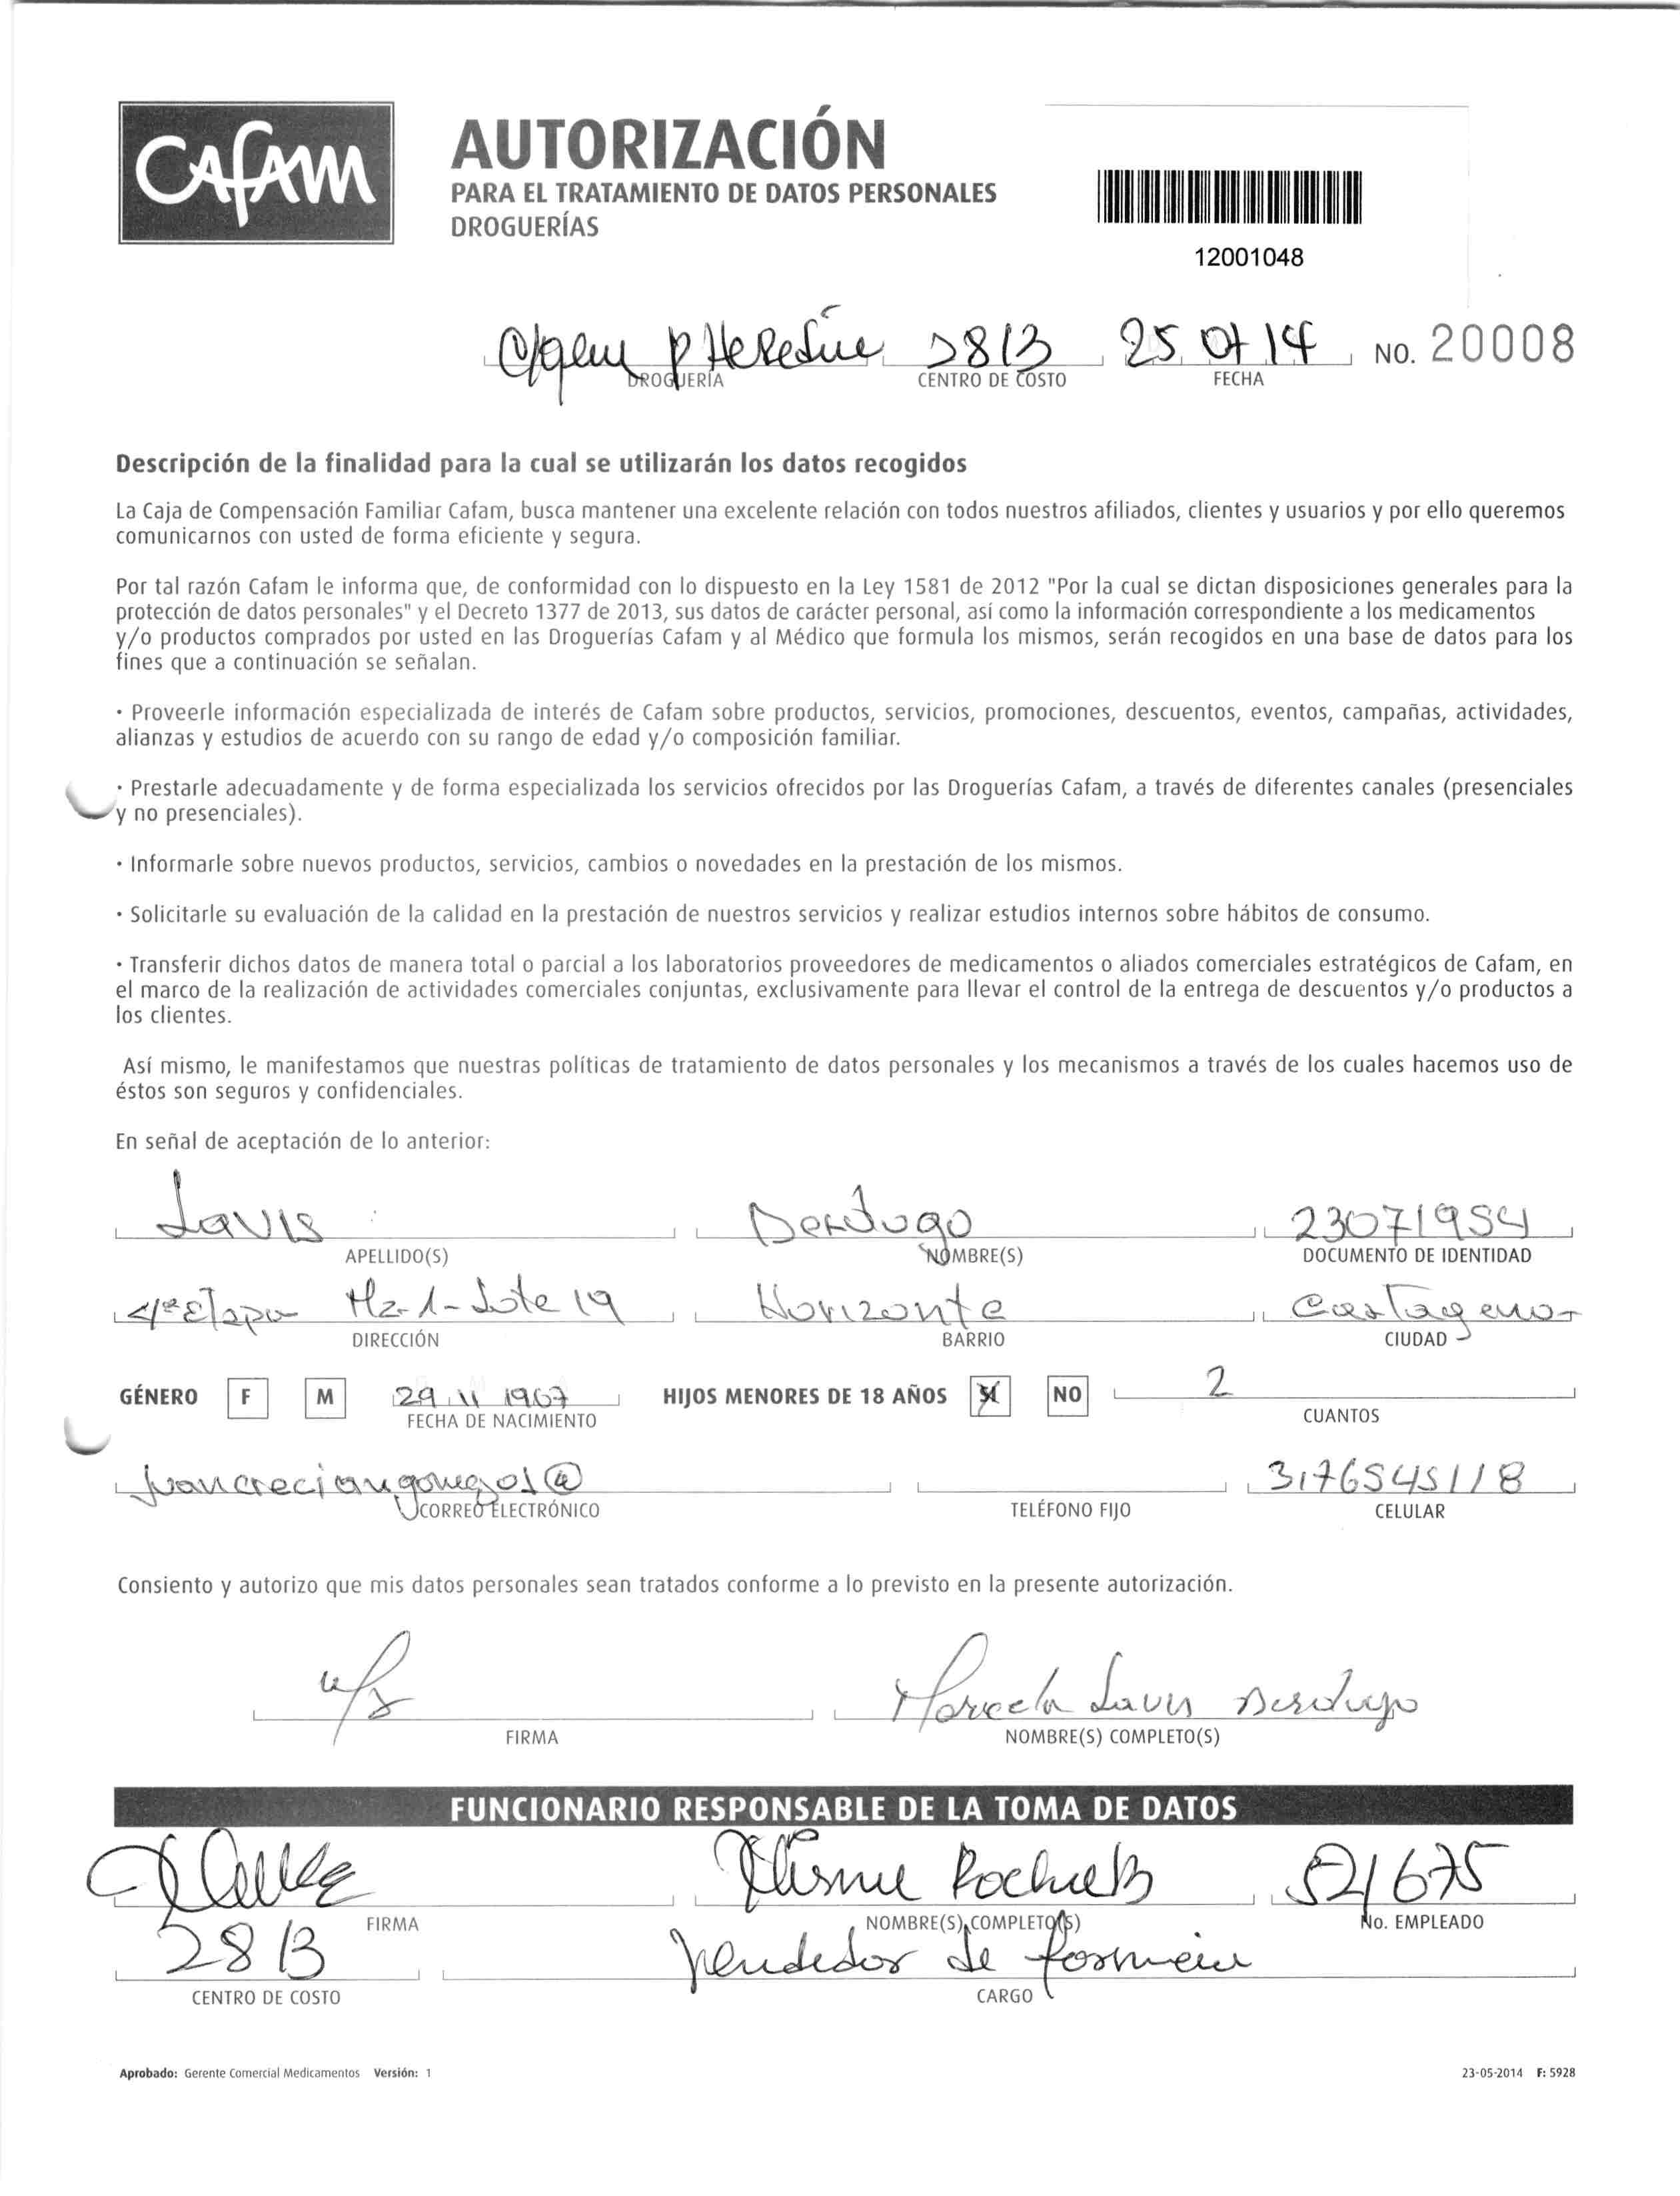 CAFAM
AUTORIZACIÓN
PARA EL TRATAMIENTO DE DATOS PERSONALES
DROGUERÍAS
12001048
2813 25 07 14 NO. 20008
DROGUERÍA CENTRO DE COSTO FECHA
Descripción de la finalidad para la cual se utilizarán los datos recogidos
La Caja de Compensación Familiar Cafam, busca mantener una excelente relación con todos nuestros afiliados, clientes y usuarios y por ello queremos
comunicarnos con usted de forma eficiente y segura.
Por tal razón Cafam le informa que, de conformidad con lo dispuesto en la Ley 1581 de 2012 "Por la cual se dictan disposiciones generales para la
protección de datos personales" y el Decreto 1377 de 2013, sus datos de carácter personal, así como la información correspondiente a los medicamentos
y/o productos comprados por usted en las Droguerías Cafam y al Médico que formula los mismos, serán recogidos en una base de datos para los
fines que a continuación se señalan.
· Proveerle información especializada de interés de Cafam sobre productos, servicios, promociones, descuentos, eventos, campañas, actividades,
alianzas y estudios de acuerdo con su rango de edad y/o composición familiar.
· Prestarle adecuadamente y de forma especializada los servicios ofrecidos por las Droguerías Cafam, a través de diferentes canales (presenciales
y no presenciales).
· Informarle sobre nuevos productos, servicios, cambios o novedades en la prestación de los mismos.
· Solicitarle su evaluación de la calidad en la prestación de nuestros servicios y realizar estudios internos sobre hábitos de consumo.
· Transferir dichos datos de manera total o parcial a los laboratorios proveedores de medicamentos o aliados comerciales estratégicos de Cafam, en
el marco de la realización de actividades comerciales conjuntas, exclusivamente para llevar el control de la entrega de descuentos y/o productos a
los clientes.
Así mismo, le manifestamos que nuestras políticas de tratamiento de datos personales y los mecanismos a través de los cuales hacemos uso de
éstos son seguros y confidenciales.
En señal de aceptación de lo anterior:
Lavis Berdugo 23071954
APELLIDO(S) NOMBRE(S) DOCUMENTO DE IDENTIDAD
4ª Etapa Mz-1-Lote 19 Horizonte Cartagena
DIRECCIÓN BARRIO CIUDAD
GÉNERO F M 29 11 1967 HIJOS MENORES DE 18 AÑOS SI NO 2
FECHA DE NACIMIENTO CUANTOS
3176545118
CORREO ELECTRÓNICO TELÉFONO FIJO CELULAR
Consiento y autorizo que mis datos personales sean tratados conforme a lo previsto en la presente autorización.
Marcela Lavis Berdugo
FIRMA NOMBRE(S) COMPLETO(S)
FUNCIONARIO RESPONSABLE DE LA TOMA DE DATOS
521675
FIRMA NOMBRE(S) COMPLETO(S) No. EMPLEADO
2813 Vendedor de farmacia
CENTRO DE COSTO CARGO
Aprobado: Gerente Comercial Medicamentos Versión: 1 23-05-2014 F: 5928